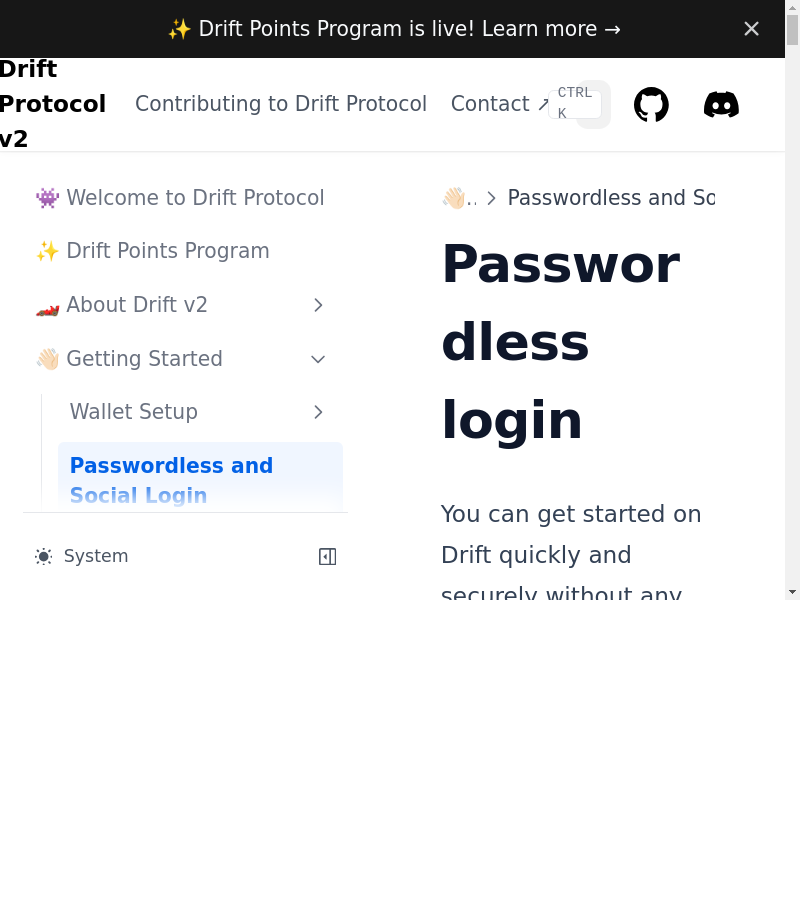 ✨ Drift Points Program is live! Learn more →
Drift
Protocol
v2
Contributing to Drift Protocol
Contact ↗
CTRL
K
👾 Welcome to Drift Protocol
✨ Drift Points Program
🏎️ About Drift v2
👋🏻 Getting Started
Wallet Setup
Passwordless and
Social Login
System
👋🏻.. > Passwordless and So
Passwor
dless
login
You can get started on
Drift quickly and
securely without any